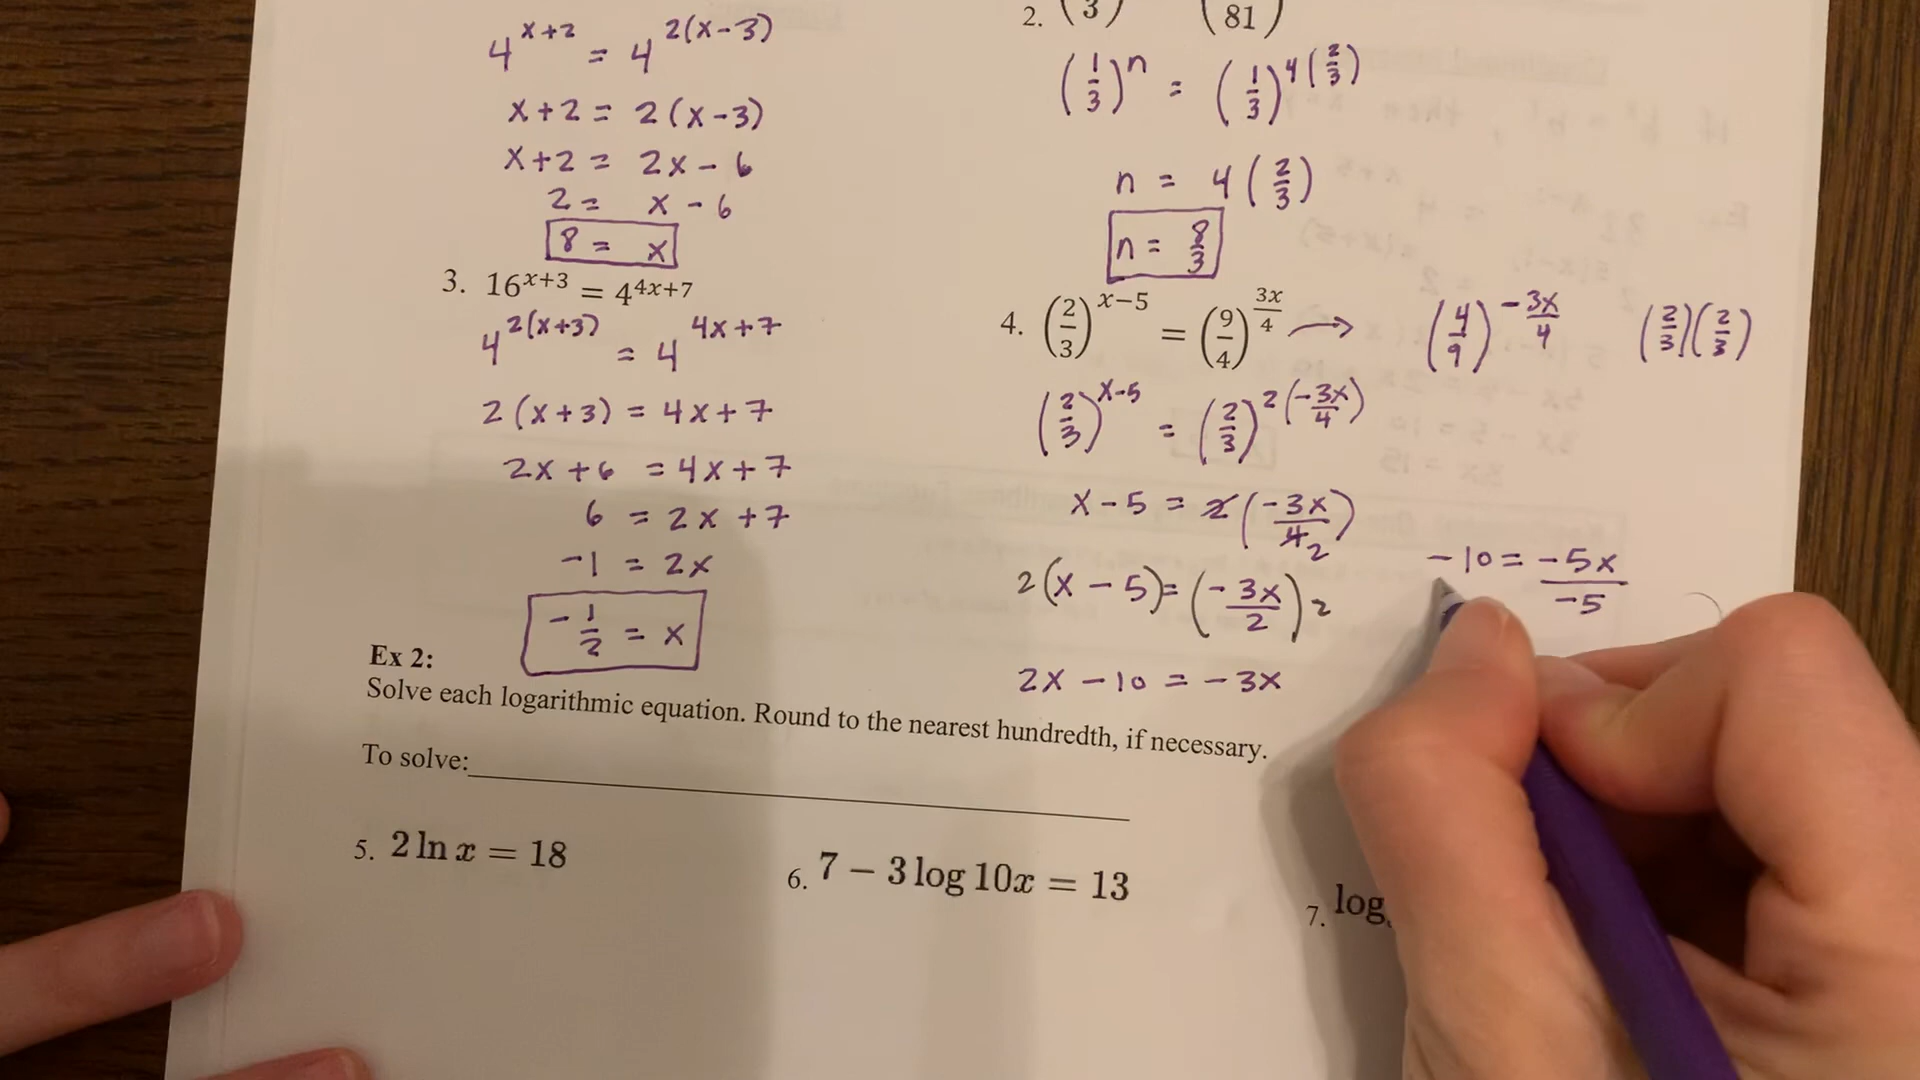 4^{x+2} = 4^{2(x-3)}
x+2 = 2(x-3)
x+2 = 2x - 6
2 = x - 6
8 = x
2. (3) (81)
(1/3)^n = (1/3)^{4(2/3)}
n = 4(2/3)
n = 8/3
3. 16^{x+3} = 4^{4x+7}
4^{2(x+3)} = 4^{4x+7}
2(x+3) = 4x+7
2x+6 = 4x+7
6 = 2x+7
-1 = 2x
-1/2 = x
4. (2/3)^{x-5} = (9/4)^{3x/4} → (4/9)^{-3x/4} (2/3)(2/3)
(2/3)^{x-5} = (2/3)^{2(-3x/4)}
x-5 = 2(-3x/4) 2
2(x-5) = (-3x/2)2
2x-10 = -3x
-10 = -5x
-5
Ex 2:
Solve each logarithmic equation. Round to the nearest hundredth, if necessary.
To solve:
5. 2 ln x = 18
6. 7 - 3 log 10x = 13
7. log